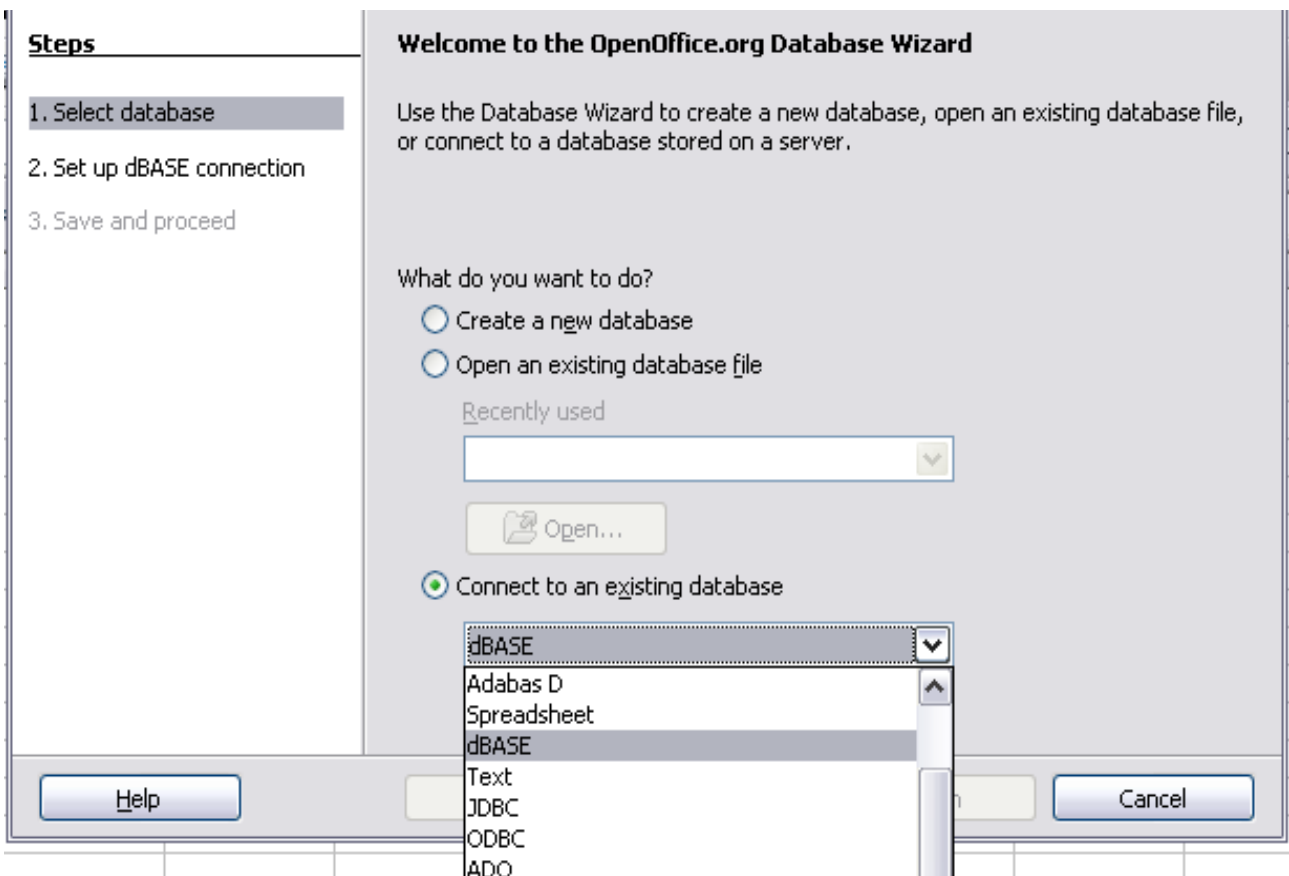 Steps
1. Select database
2. Set up dBASE connection
3. Save and proceed
Welcome to the OpenOffice.org Database Wizard
Use the Database Wizard to create a new database, open an existing database file,
or connect to a database stored on a server.
What do you want to do?
Create a new database
Open an existing database file
Recently used
Open...
Connect to an existing database
dBASE
Adabas D
Spreadsheet
dBASE
Text
JDBC
ODBC
ADO
Help
Cancel